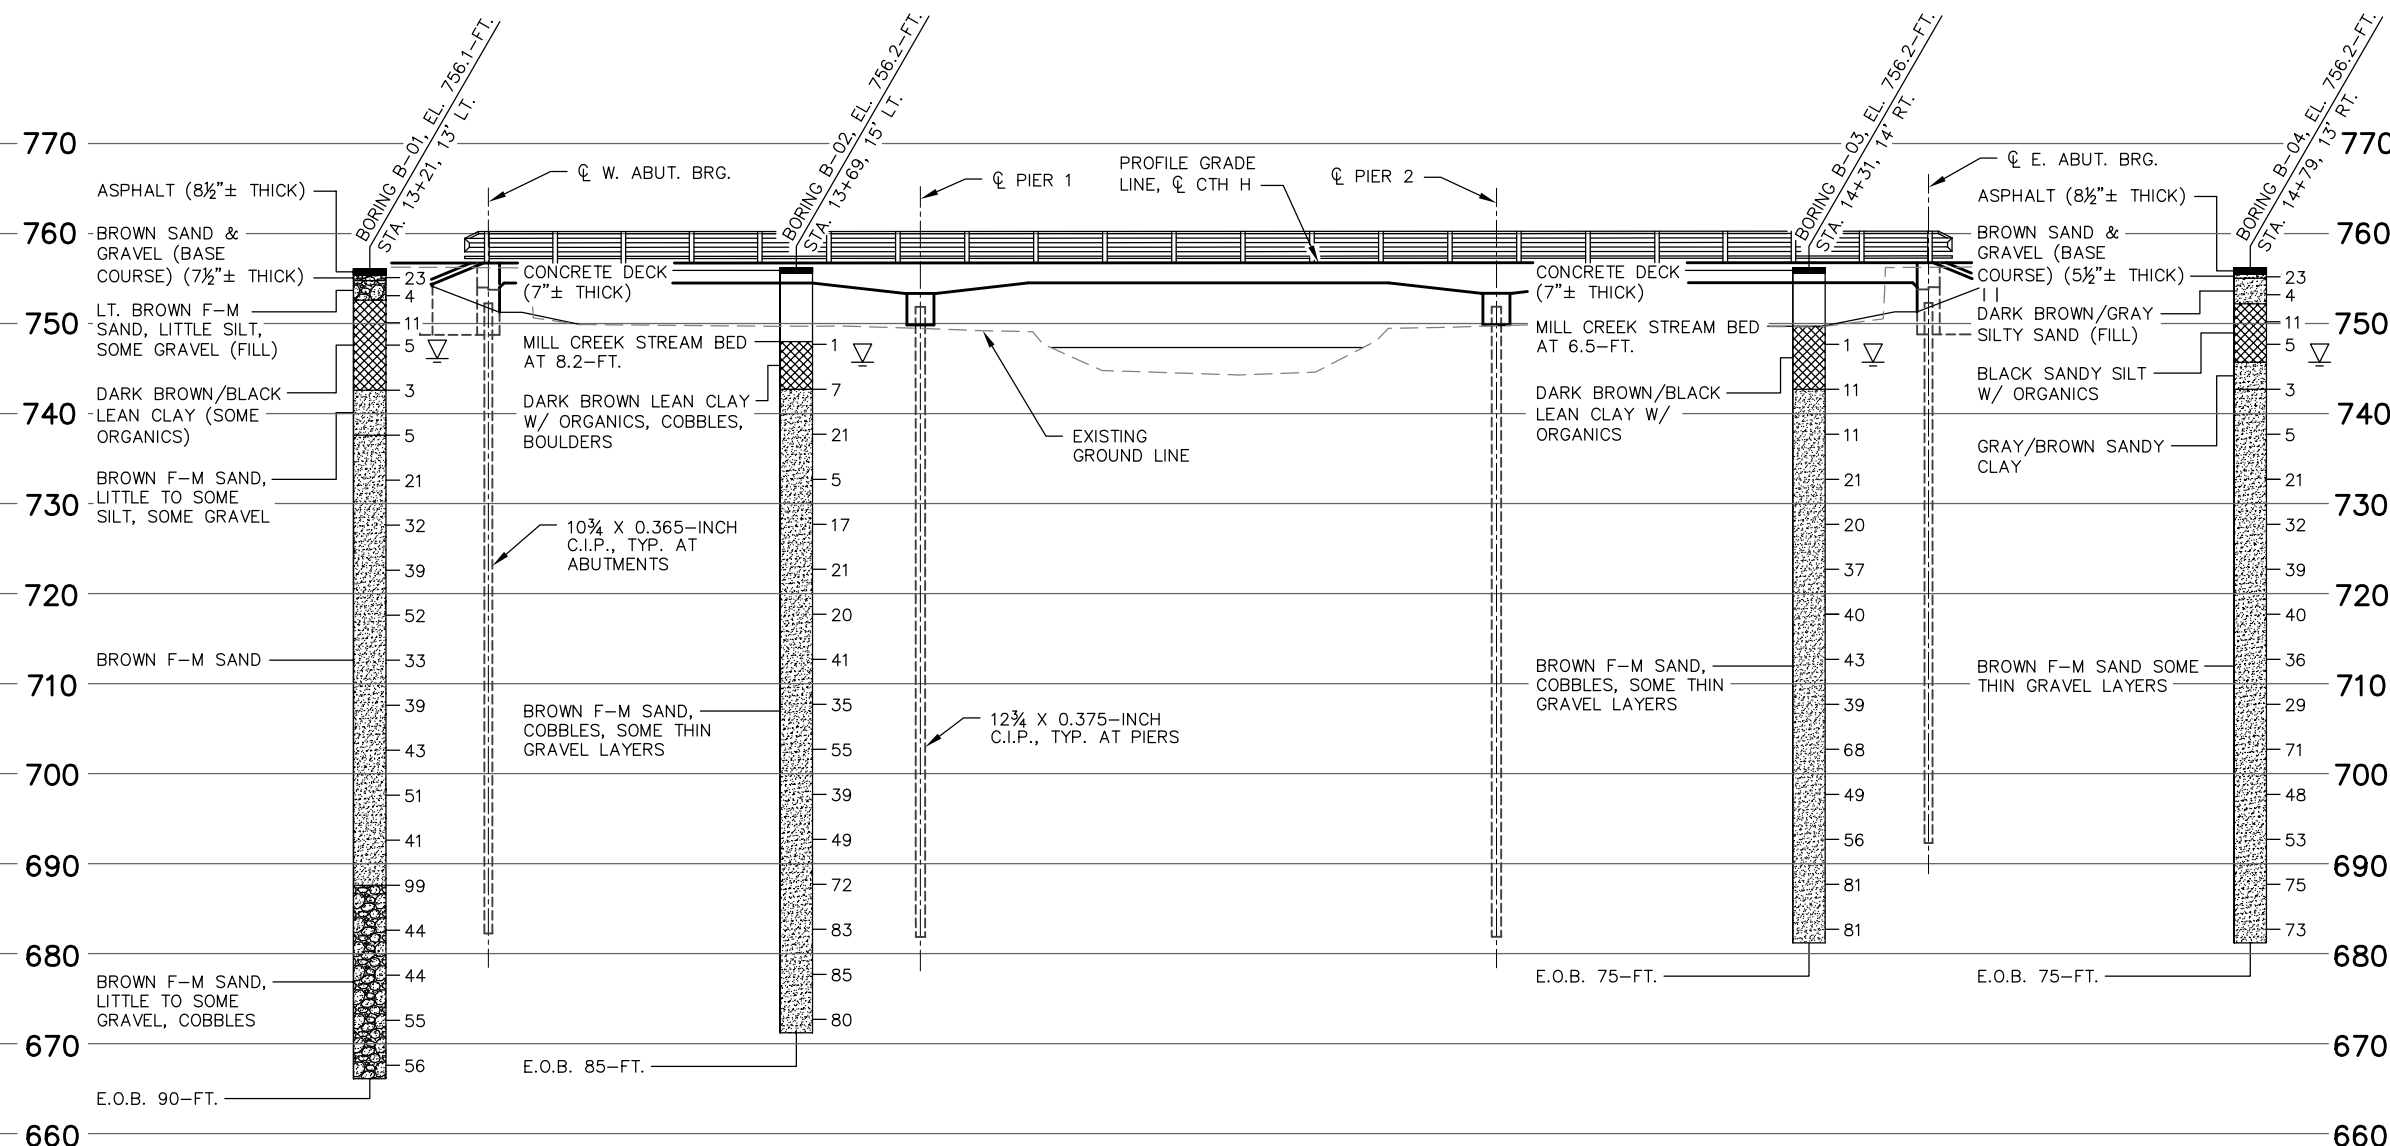 BORING B-01, EL. 756.1-FT.
STA. 13+21, 13' LT.
BORING B-02, EL. 756.2-FT.
STA. 13+69, 15' LT.
BORING B-03, EL. 756.2-FT.
STA. 14+31, 14' RT.
BORING B-04, EL. 756.2-FT.
STA. 14+79, 13' RT.
770
760
750
740
730
720
710
700
690
680
670
660
ASPHALT (8½"± THICK)
BROWN SAND &
GRAVEL (BASE
COURSE) (7½"± THICK)
LT. BROWN F-M
SAND, LITTLE SILT,
SOME GRAVEL (FILL)
DARK BROWN/BLACK
LEAN CLAY (SOME
ORGANICS)
BROWN F-M SAND,
LITTLE TO SOME
SILT, SOME GRAVEL
BROWN F-M SAND
BROWN F-M SAND,
LITTLE TO SOME
GRAVEL, COBBLES
E.O.B. 90-FT.
23
4
11
5
3
5
21
32
39
52
33
39
43
51
41
99
44
44
55
56
℄ W. ABUT. BRG.
CONCRETE DECK
(7"± THICK)
MILL CREEK STREAM BED
AT 8.2-FT.
DARK BROWN LEAN CLAY
W/ ORGANICS, COBBLES,
BOULDERS
10¾ X 0.365-INCH
C.I.P., TYP. AT
ABUTMENTS
BROWN F-M SAND,
COBBLES, SOME THIN
GRAVEL LAYERS
E.O.B. 85-FT.
1
7
21
5
17
21
20
41
35
55
39
49
72
83
85
80
℄ PIER 1
PROFILE GRADE
LINE, ℄ CTH H
℄ PIER 2
EXISTING
GROUND LINE
12¾ X 0.375-INCH
C.I.P., TYP. AT PIERS
CONCRETE DECK
(7"± THICK)
MILL CREEK STREAM BED
AT 6.5-FT.
DARK BROWN/BLACK
LEAN CLAY W/
ORGANICS
BROWN F-M SAND,
COBBLES, SOME THIN
GRAVEL LAYERS
E.O.B. 75-FT.
1
11
11
21
20
37
40
43
39
68
49
56
81
81
℄ E. ABUT. BRG.
ASPHALT (8½"± THICK)
BROWN SAND &
GRAVEL (BASE
COURSE) (5½"± THICK)
DARK BROWN/GRAY
SILTY SAND (FILL)
BLACK SANDY SILT
W/ ORGANICS
GRAY/BROWN SANDY
CLAY
BROWN F-M SAND SOME
THIN GRAVEL LAYERS
E.O.B. 75-FT.
23
4
11
5
3
5
21
32
39
40
36
29
71
48
53
75
73
770
760
750
740
730
720
710
700
690
680
670
660